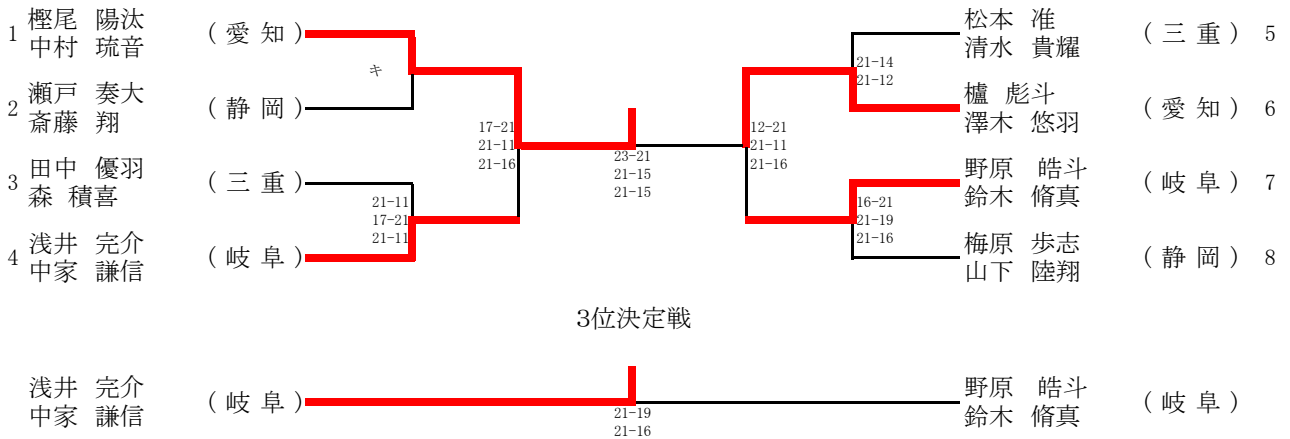 1 樫尾 陽汰 (愛知)
中村 琉音
キ
2 瀬戸 奏大 (静岡)
斎藤 翔
17-21
21-11
21-16
3 田中 優羽 (三重)
森 積喜
21-11
17-21
21-11
4 浅井 完介 (岐阜)
中家 謙信
23-21
21-15
21-15
松本 准 (三重) 5
清水 貴耀
21-14
21-12
櫨 彪斗 (愛知) 6
澤木 悠羽
12-21
21-11
21-16
野原 皓斗 (岐阜) 7
鈴木 脩真
16-21
21-19
21-16
梅原 歩志 (静岡) 8
山下 陸翔
3位決定戦
浅井 完介 (岐阜)
中家 謙信
21-19
21-16
野原 皓斗 (岐阜)
鈴木 脩真